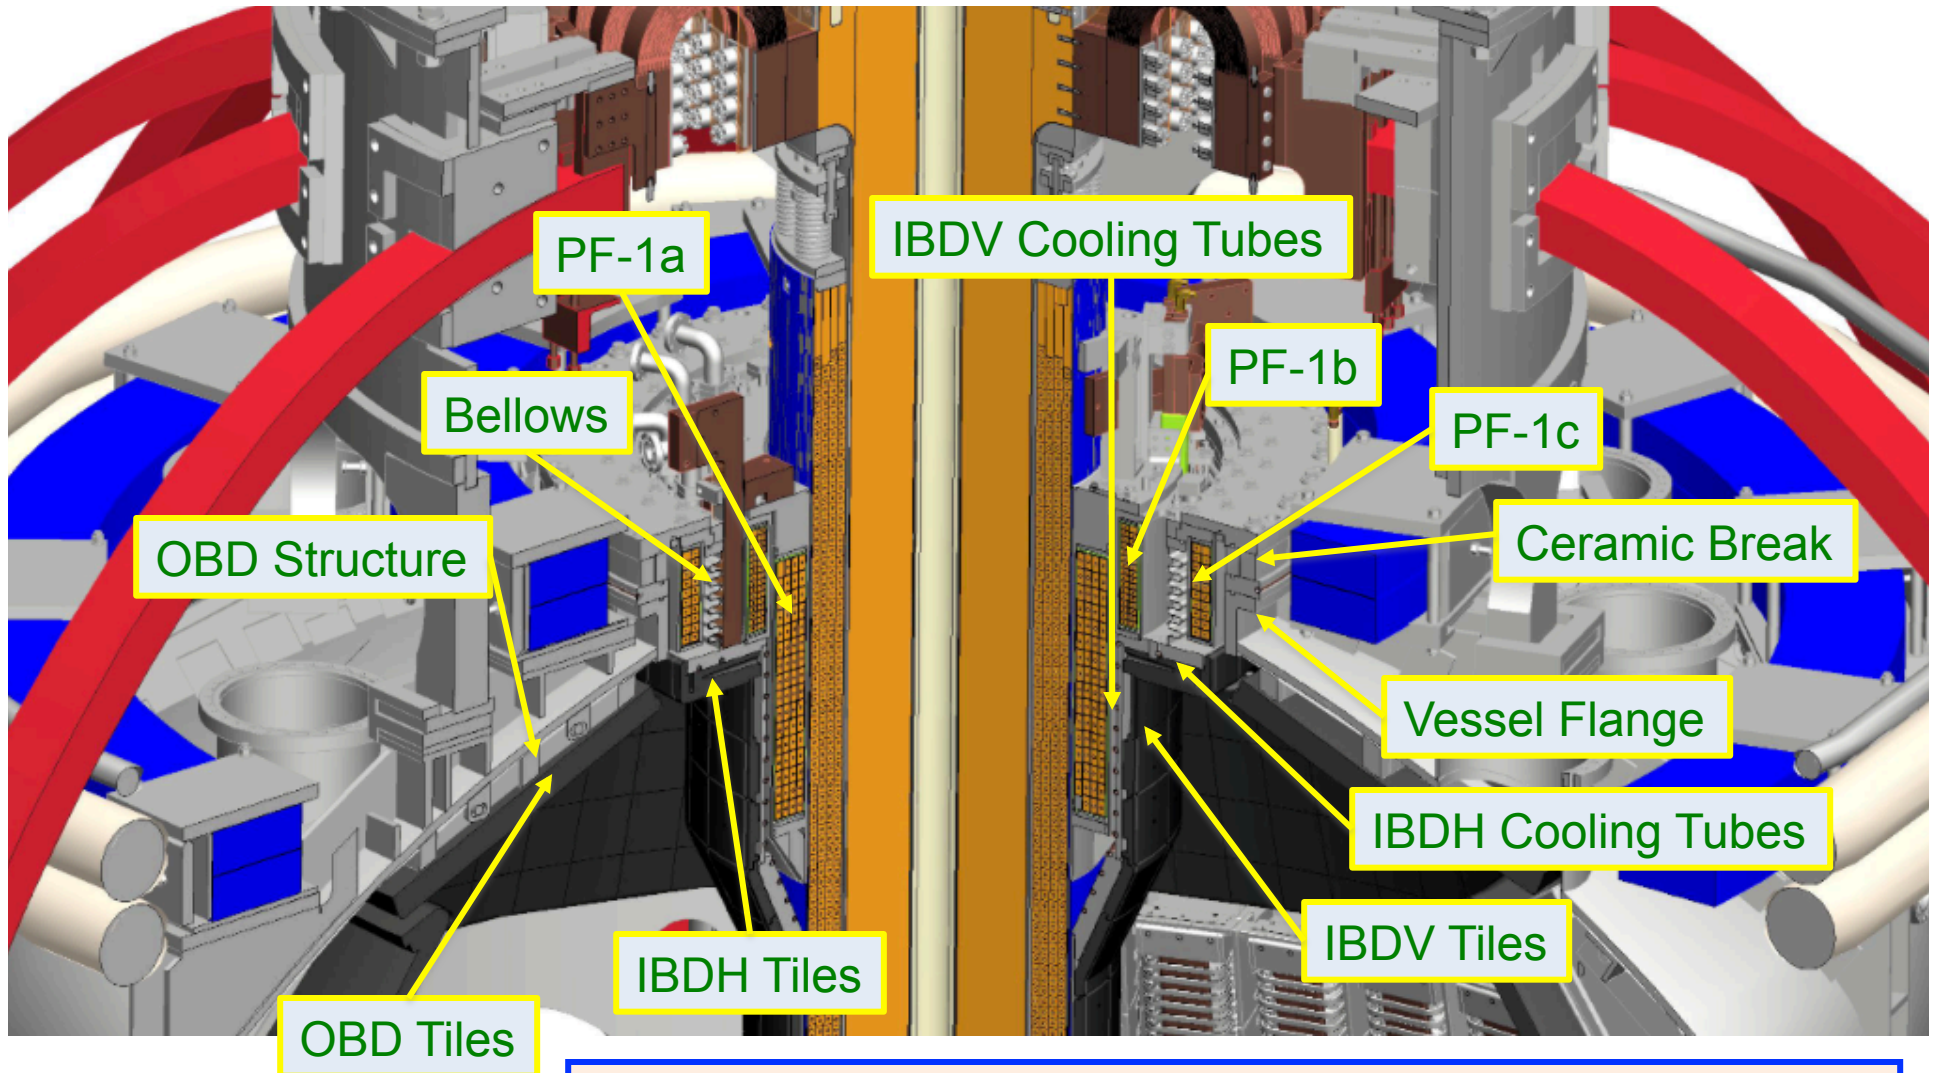 IBDV Cooling Tubes
PF-1a
PF-1b
Bellows
PF-1c
OBD Structure
Ceramic Break
Vessel Flange
IBDH Cooling Tubes
IBDV Tiles
IBDH Tiles
OBD Tiles